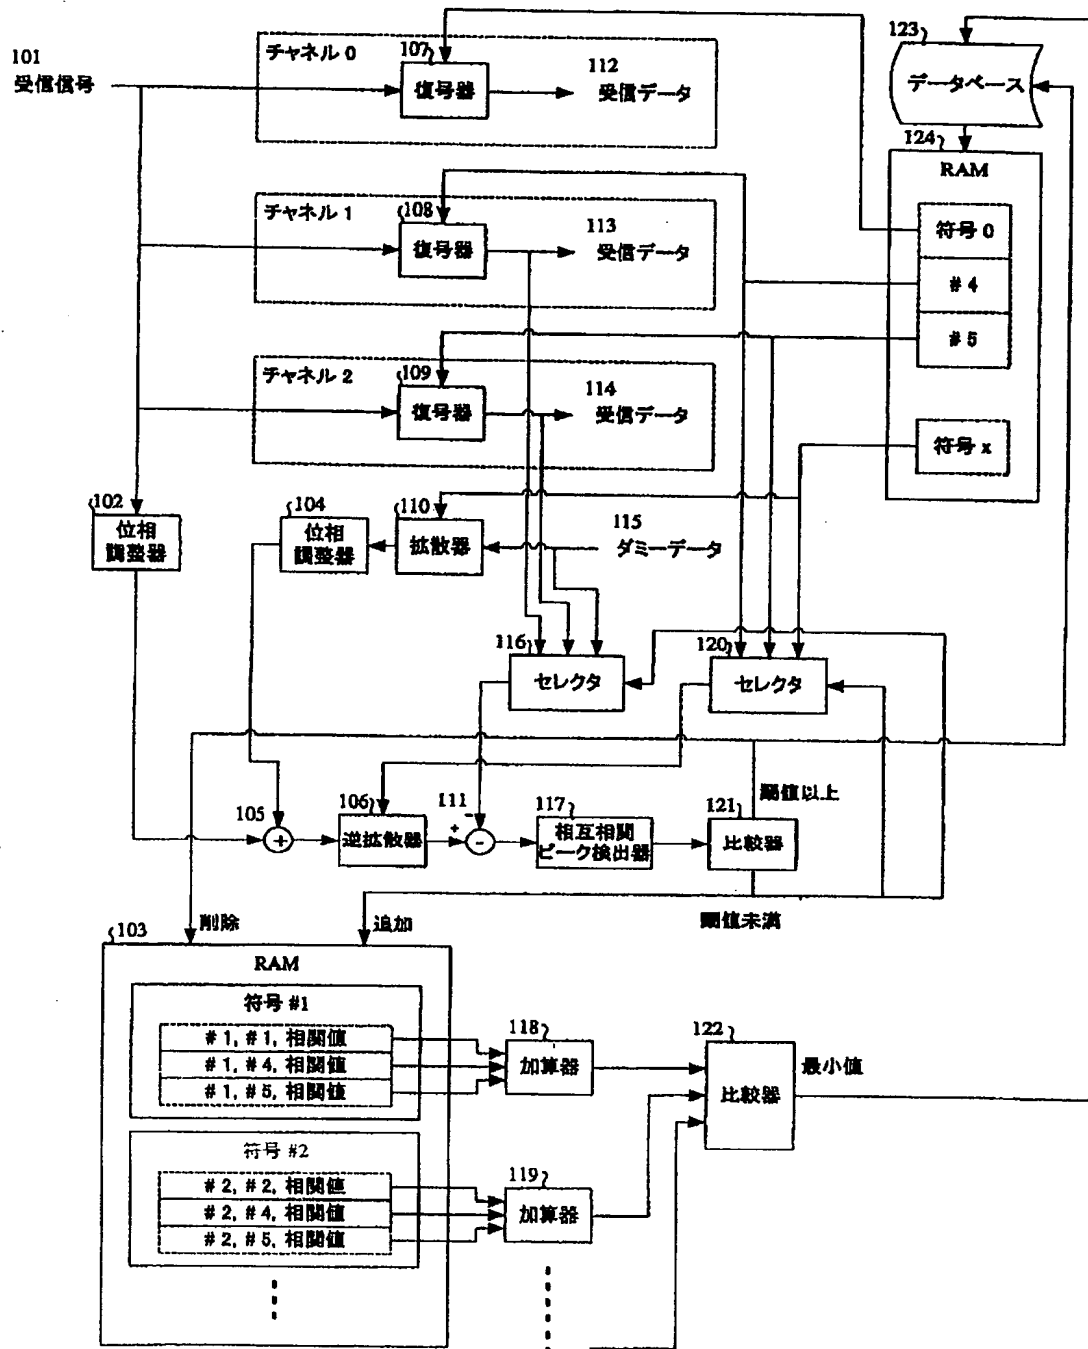 101
受信信号
チャネル 0
107
復号器
112
受信データ
123
データベース
124
RAM
符号 0
# 4
# 5
符号 x
チャネル 1
108
復号器
113
受信データ
チャネル 2
109
復号器
114
受信データ
102
位相
調整器
104
位相
調整器
110
拡散器
115
ダミーデータ
116
セレクタ
120
セレクタ
105
+
106
逆拡散器
111
-
+
-
117
相互相関
ピーク検出器
121
比較器
閾値以上
閾値未満
103
削除
追加
RAM
符号 #1
# 1, # 1, 相関値
# 1, # 4, 相関値
# 1, # 5, 相関値
118
加算器
122
比較器
最小値
符号 #2
# 2, # 2, 相関値
# 2, # 4, 相関値
# 2, # 5, 相関値
119
加算器